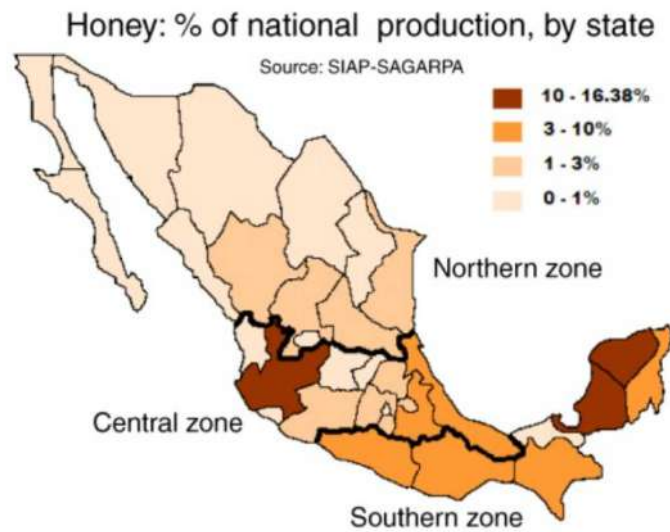 Honey: % of national production, by state
Source: SIAP-SAGARPA
10 - 16.38%
3 - 10%
1 - 3%
0 - 1%
Northern zone
Central zone
Southern zone